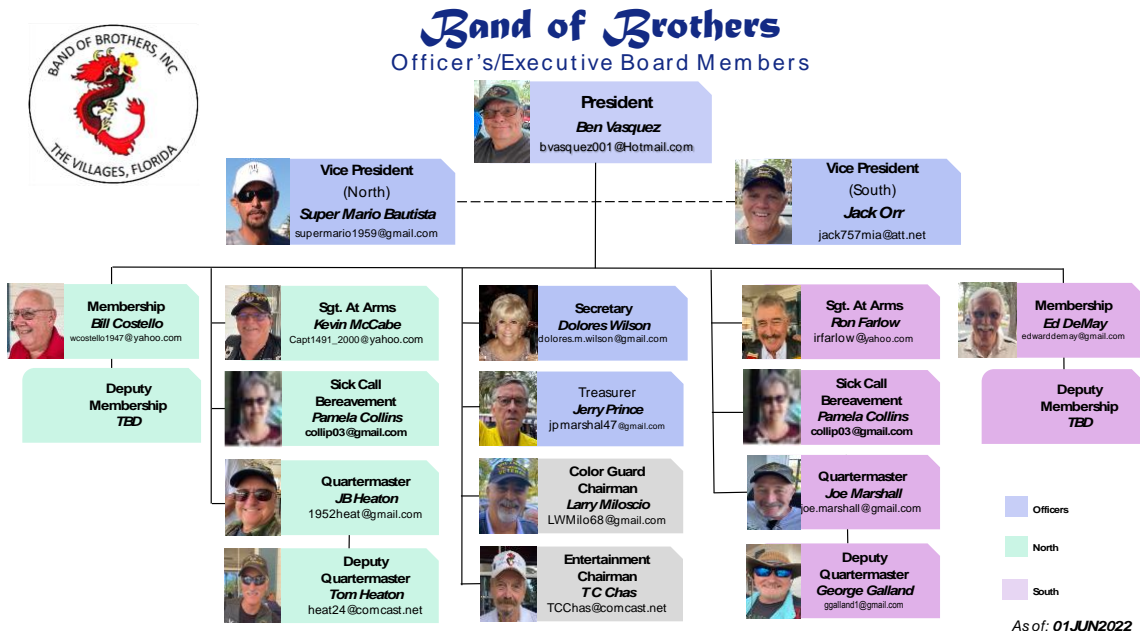 Band of Brothers
Officer's/Executive Board Members
BAND OF BROTHERS, INC
THE VILLAGES, FLORIDA
President
Ben Vasquez
bvasquez001@Hotmail.com
Vice President
(North)
Super Mario Bautista
supermario1959@gmail.com
Vice President
(South)
Jack Orr
jack757mia@att.net
Membership
Bill Costello
wcostello1947@yahoo.com
Deputy
Membership
TBD
Sgt. At Arms
Kevin McCabe
Capt1491_2000@yahoo.com
Sick Call
Bereavement
Pamela Collins
collip03@gmail.com
Quartermaster
JB Heaton
1952heat@gmail.com
Deputy
Quartermaster
Tom Heaton
heat24@comcast.net
Secretary
Dolores Wilson
dolores.m.wilson@gmail.com
Treasurer
Jerry Prince
jpmarshal47@gmail.com
Color Guard
Chairman
Larry Miloscio
LWMilo68@gmail.com
Entertainment
Chairman
T C Chas
TCChas@comcast.net
Sgt. At Arms
Ron Farlow
irfarlow@yahoo.com
Sick Call
Bereavement
Pamela Collins
collip03@gmail.com
Quartermaster
Joe Marshall
joe.marshall@gmail.com
Deputy
Quartermaster
George Galland
ggalland1@gmail.com
Membership
Ed DeMay
edwarddemay@gmail.com
Deputy
Membership
TBD
Officers
North
South
As of: 01JUN2022